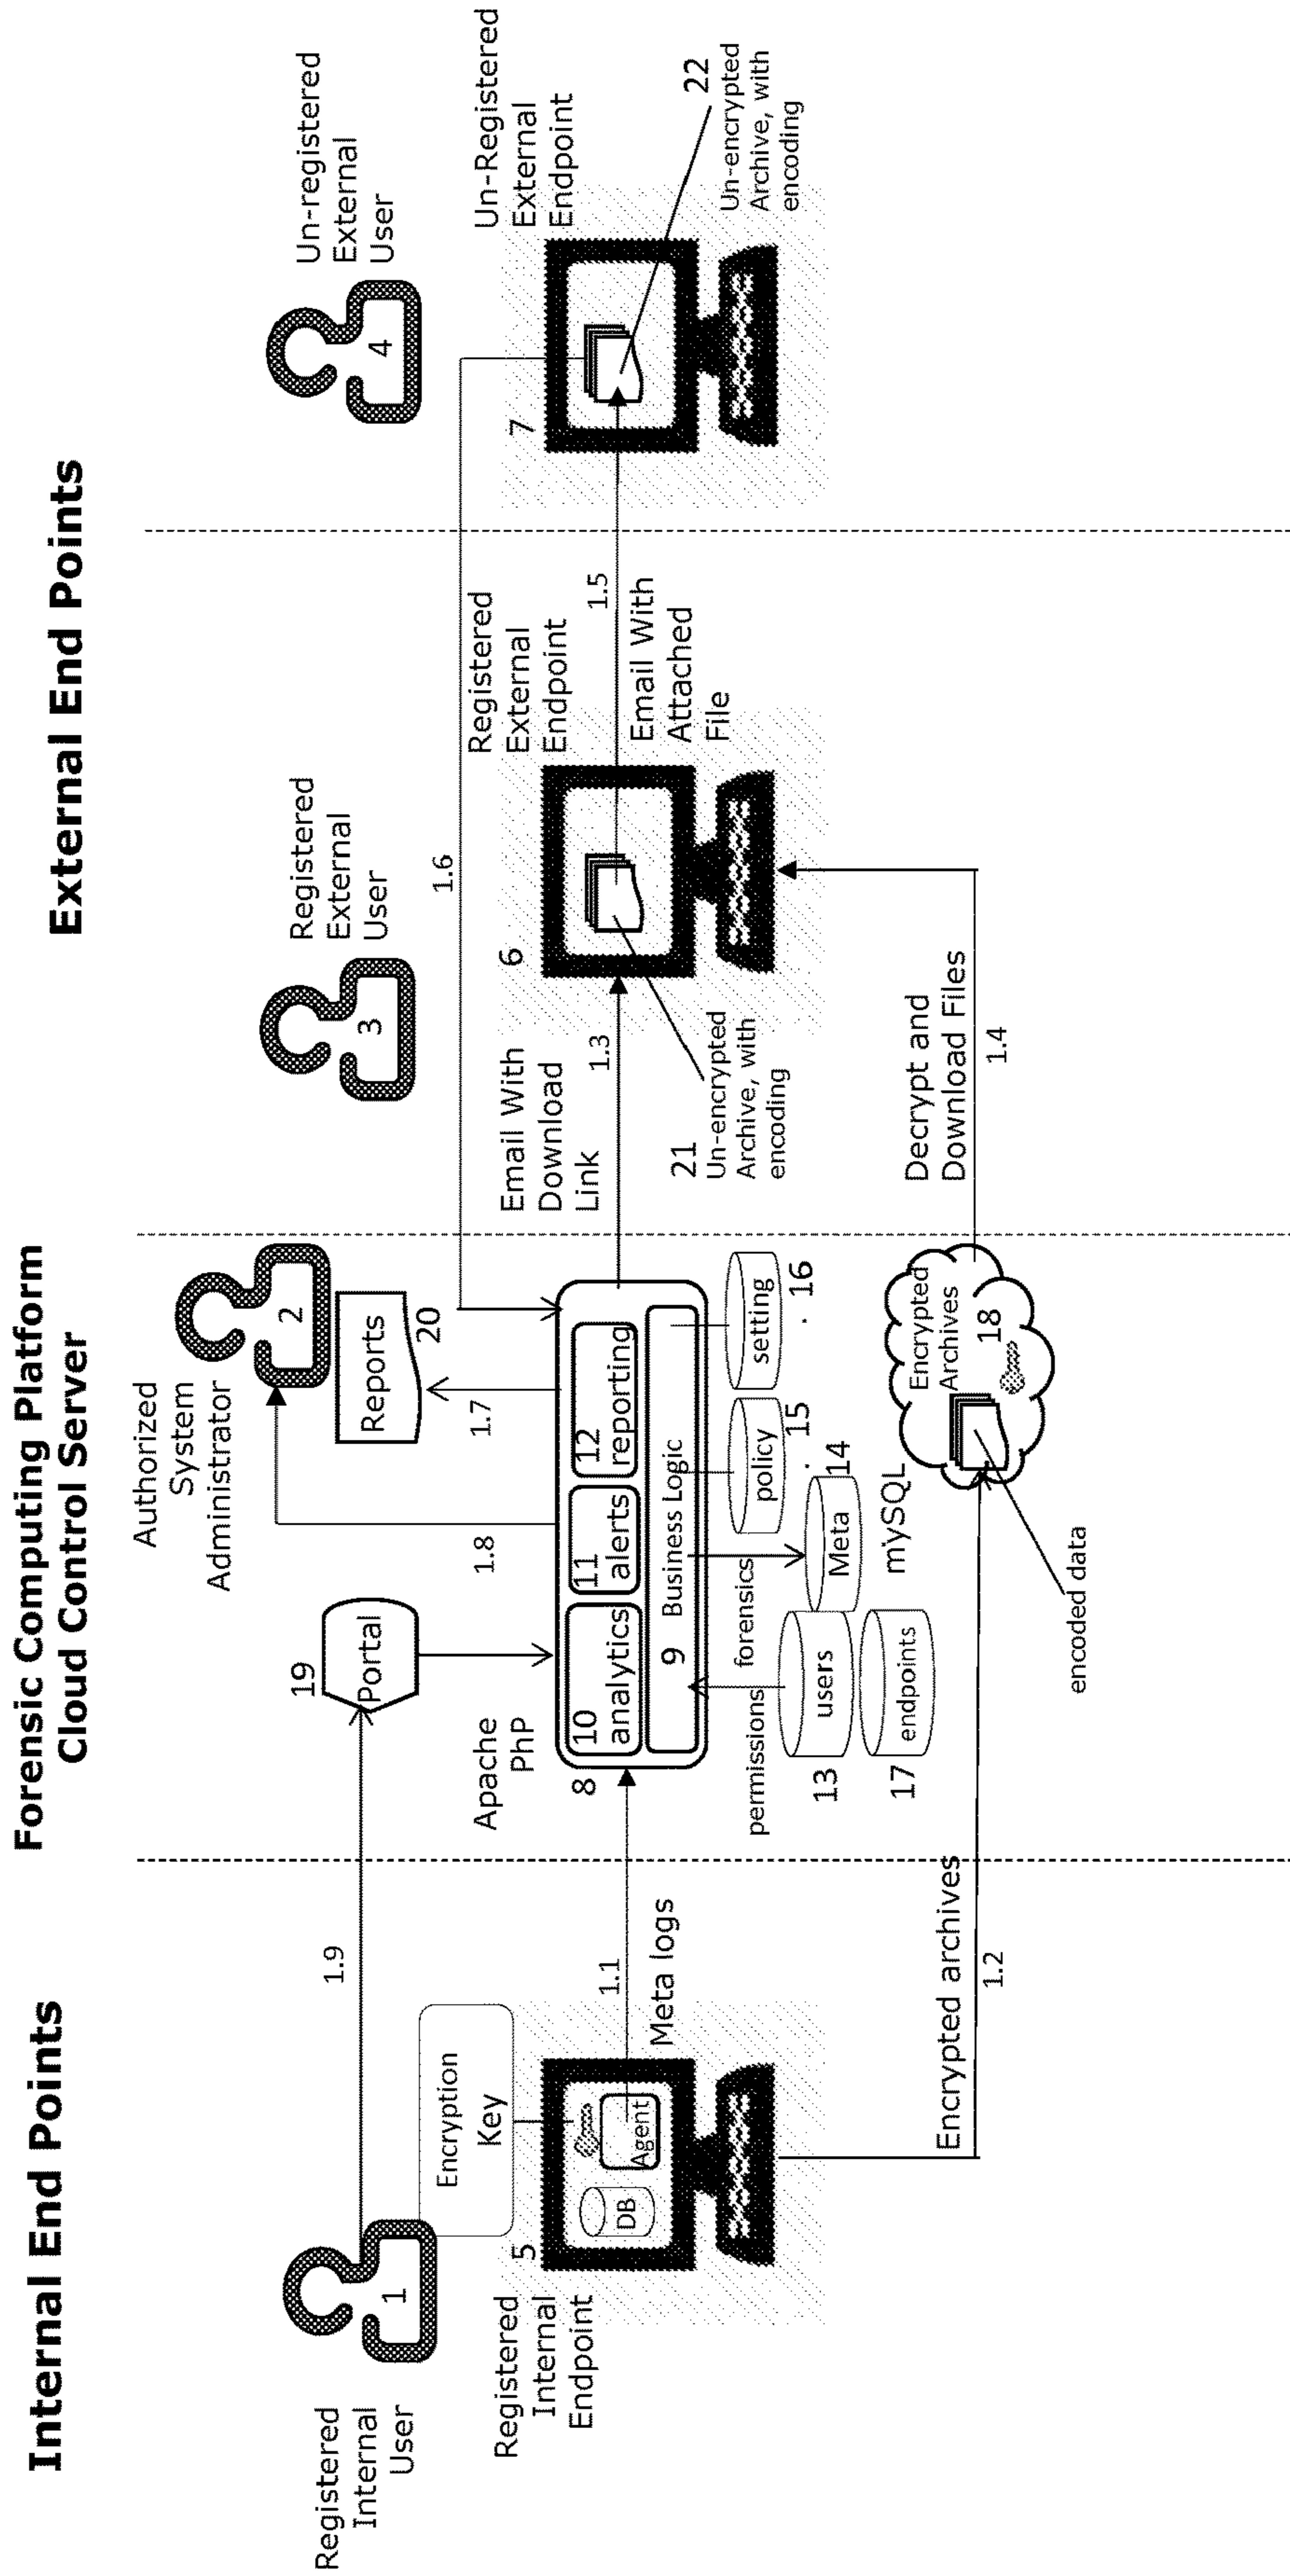 Internal End Points
Forensic Computing Platform
Cloud Control Server
External End Points
Registered
Internal
User
1
1.9
19
Portal
Authorized
System
Administrator
2
Reports
20
1.7
1.8
Registered
External
User
3
Un-registered
External
User
4
Encryption
Key
5
Registered
Internal
Endpoint
DB
Agent
1.1
Meta logs
Apache
PhP
8
10
analytics
11
alerts
12
reporting
9
Business Logic
permissions
forensics
13
users
17
endpoints
Meta
14
mySQL
policy
15
setting
16
Email With
Download
Link
1.3
1.6
Registered
External
Endpoint
6
21
Un-encrypted
Archive, with
encoding
1.5
Email With
Attached
File
Un-Registered
External
Endpoint
7
22
Un-encrypted
Archive, with
encoding
Encrypted archives
1.2
Encrypted
Archives
18
encoded data
Decrypt and
Download Files
1.4